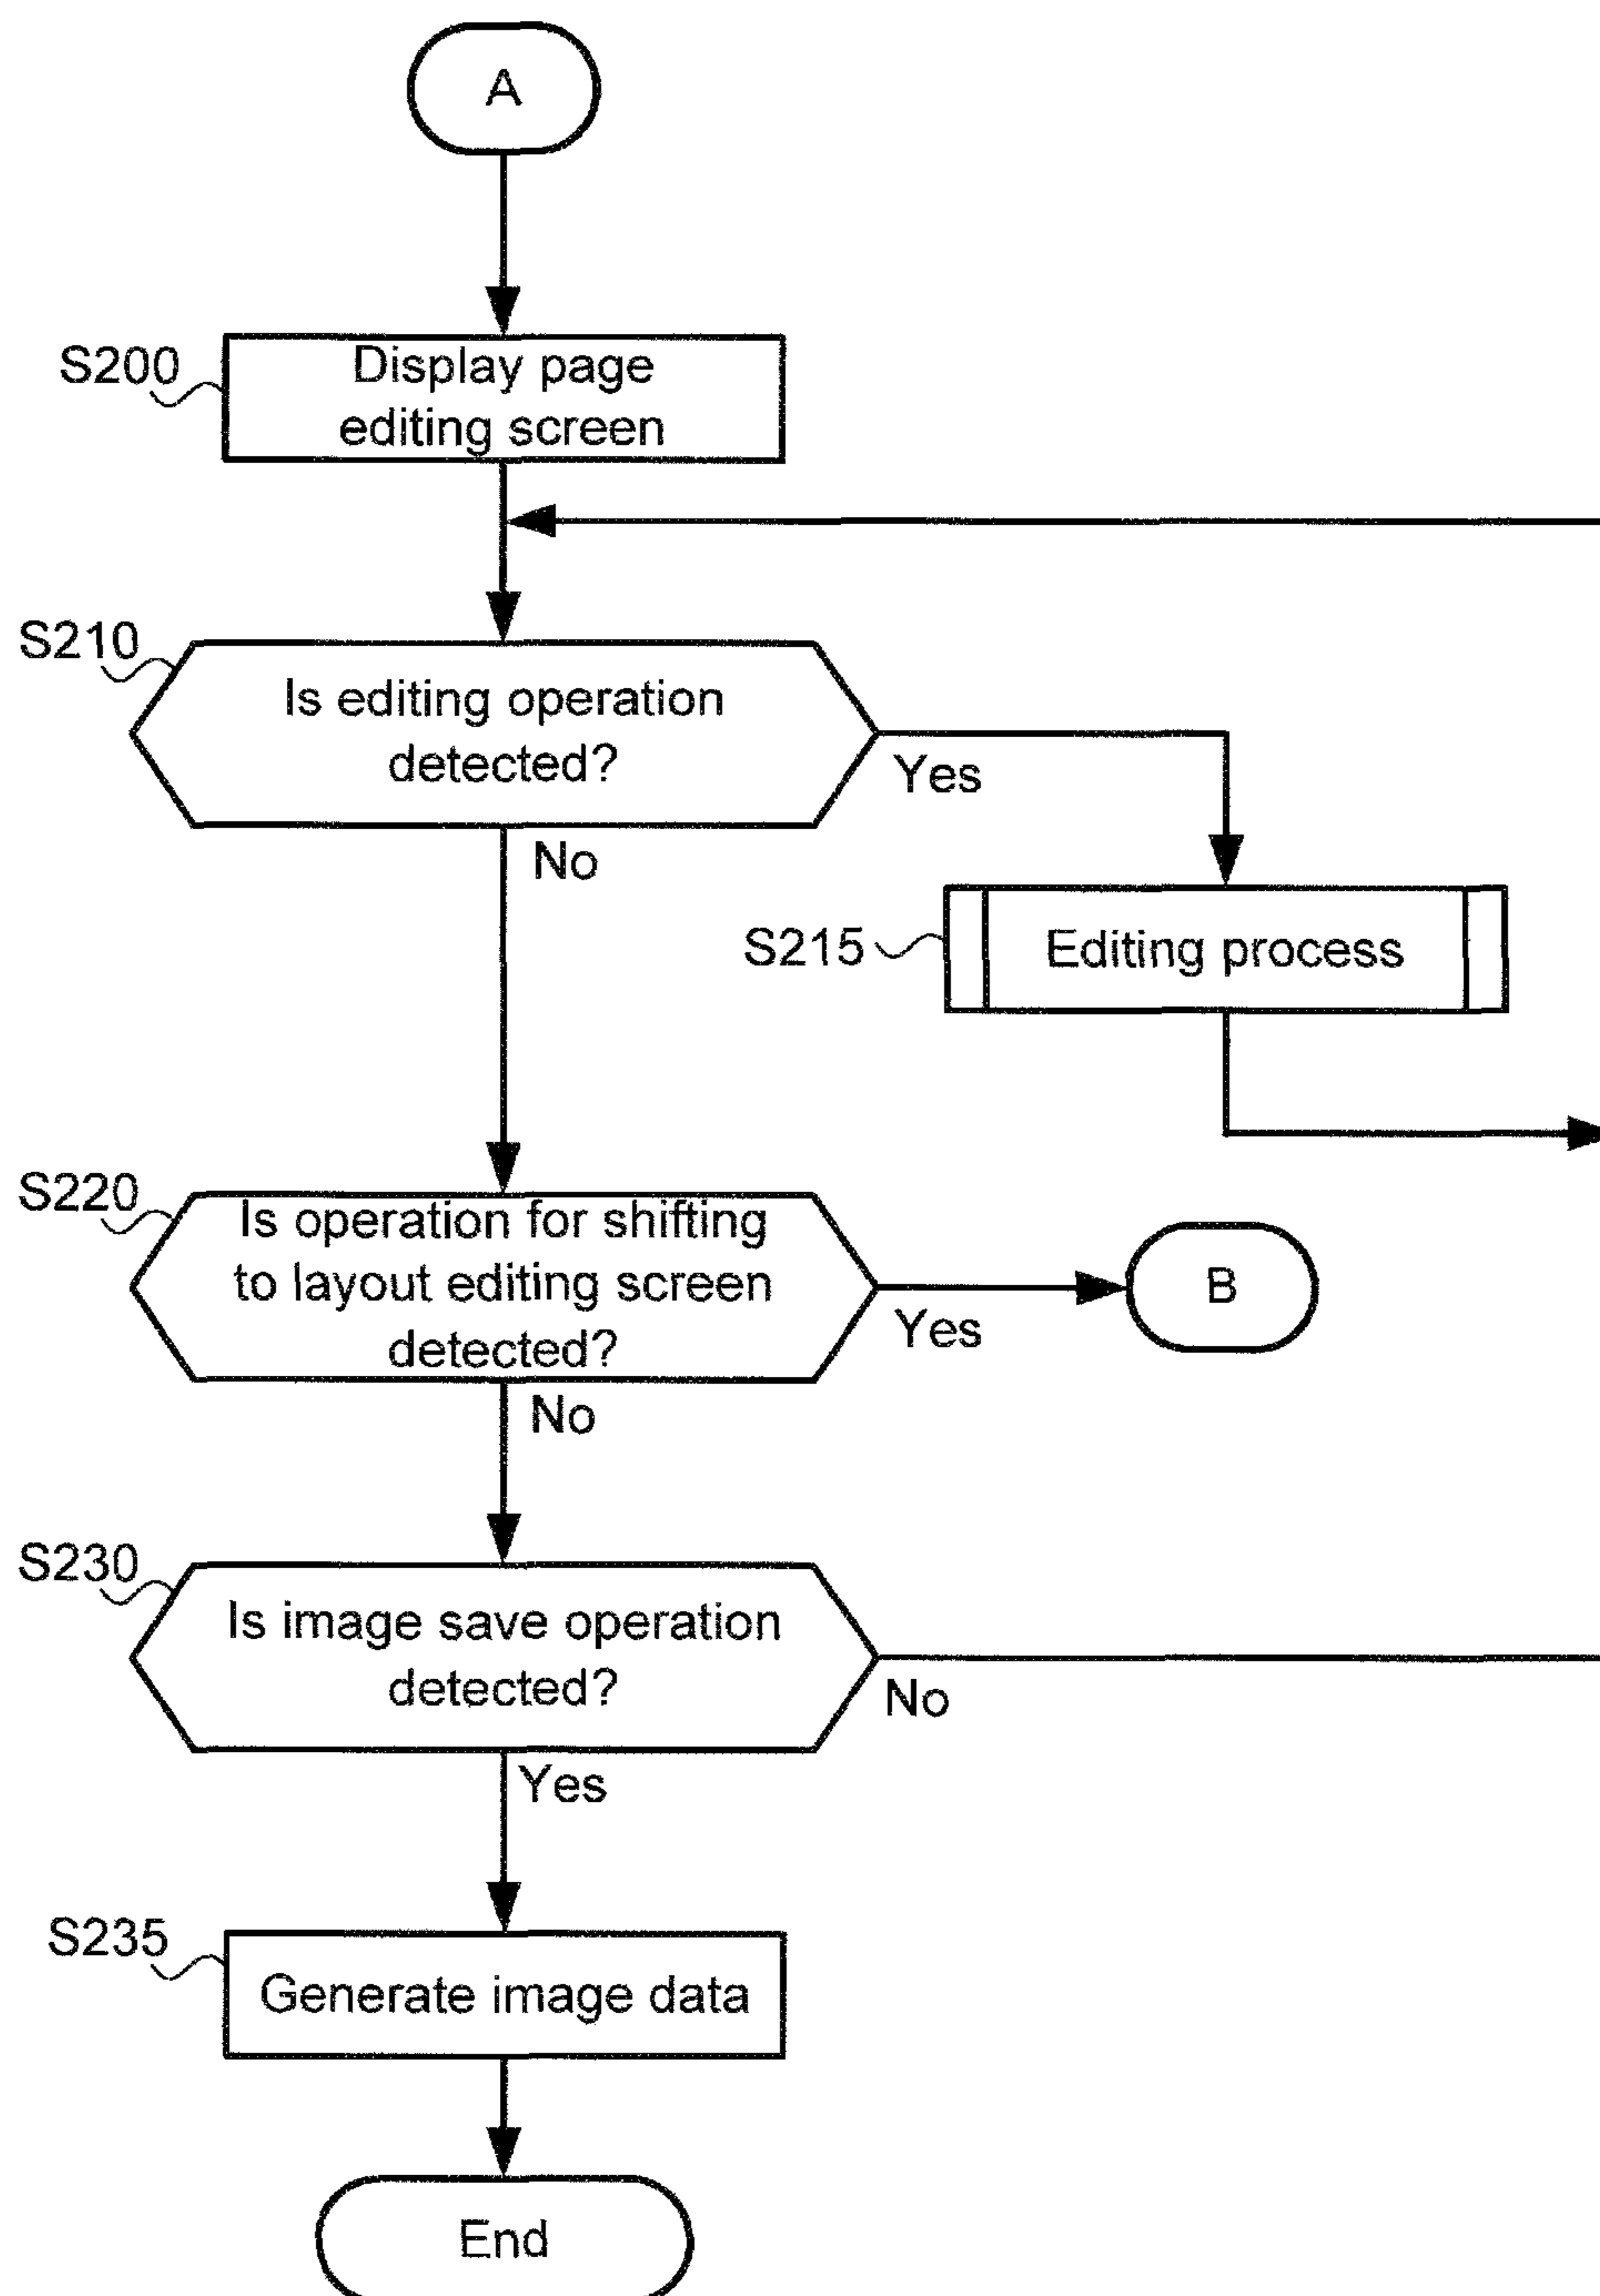 A
S200
Display page
editing screen
S210
Is editing operation
detected?
Yes
No
S215
Editing process
S220
Is operation for shifting
to layout editing screen
detected?
Yes
B
No
S230
Is image save operation
detected?
No
Yes
S235
Generate image data
End